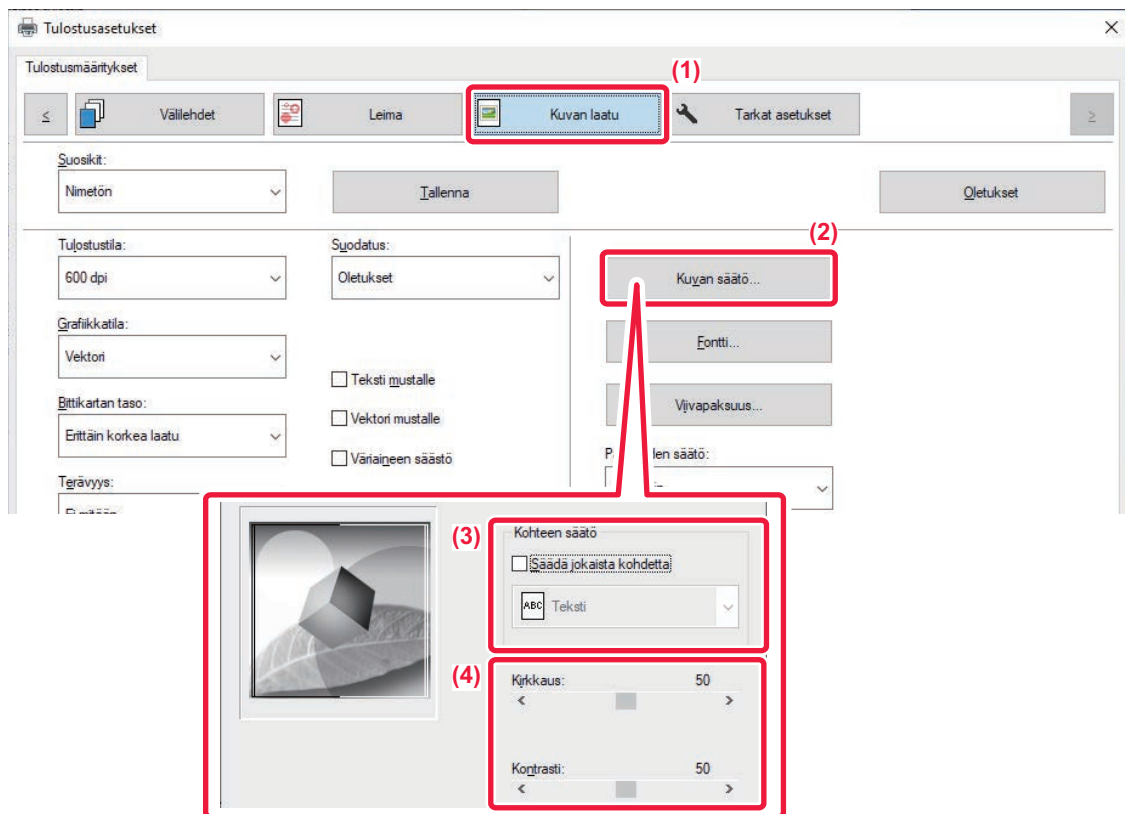 Tulostusasetukset
Tulostusmääritykset
(1)
≤ Välilehdet Leima Kuvan laatu Tarkat asetukset ≥
Suosikit:
Nimetön Tallenna Oletukset
(2)
Tulostustila: Suodatus:
600 dpi Oletukset Kuvan säätö...
Grafiikkatila:
Vektori Fontti...
Teksti mustalle
Bittikartan taso: Vektori mustalle Viivapaksuus...
Erittäin korkea laatu
Väriaineen säästö
Terävyys:
säätö:
(3) Kohteen säätö
Säädä jokaista kohdetta
ABC Teksti
(4) Kirkkaus: 50
< >
Kontrasti: 50
< >